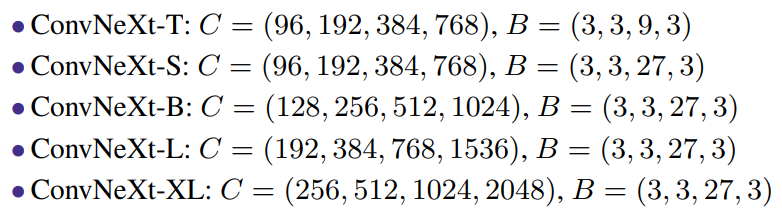 • ConvNeXt-T: C = (96, 192, 384, 768), B = (3, 3, 9, 3)
• ConvNeXt-S: C = (96, 192, 384, 768), B = (3, 3, 27, 3)
• ConvNeXt-B: C = (128, 256, 512, 1024), B = (3, 3, 27, 3)
• ConvNeXt-L: C = (192, 384, 768, 1536), B = (3, 3, 27, 3)
• ConvNeXt-XL: C = (256, 512, 1024, 2048), B = (3, 3, 27, 3)